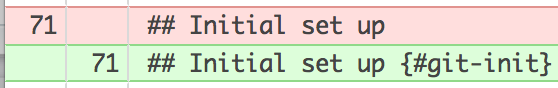 71 ## Initial set up
71 ## Initial set up {#git-init}